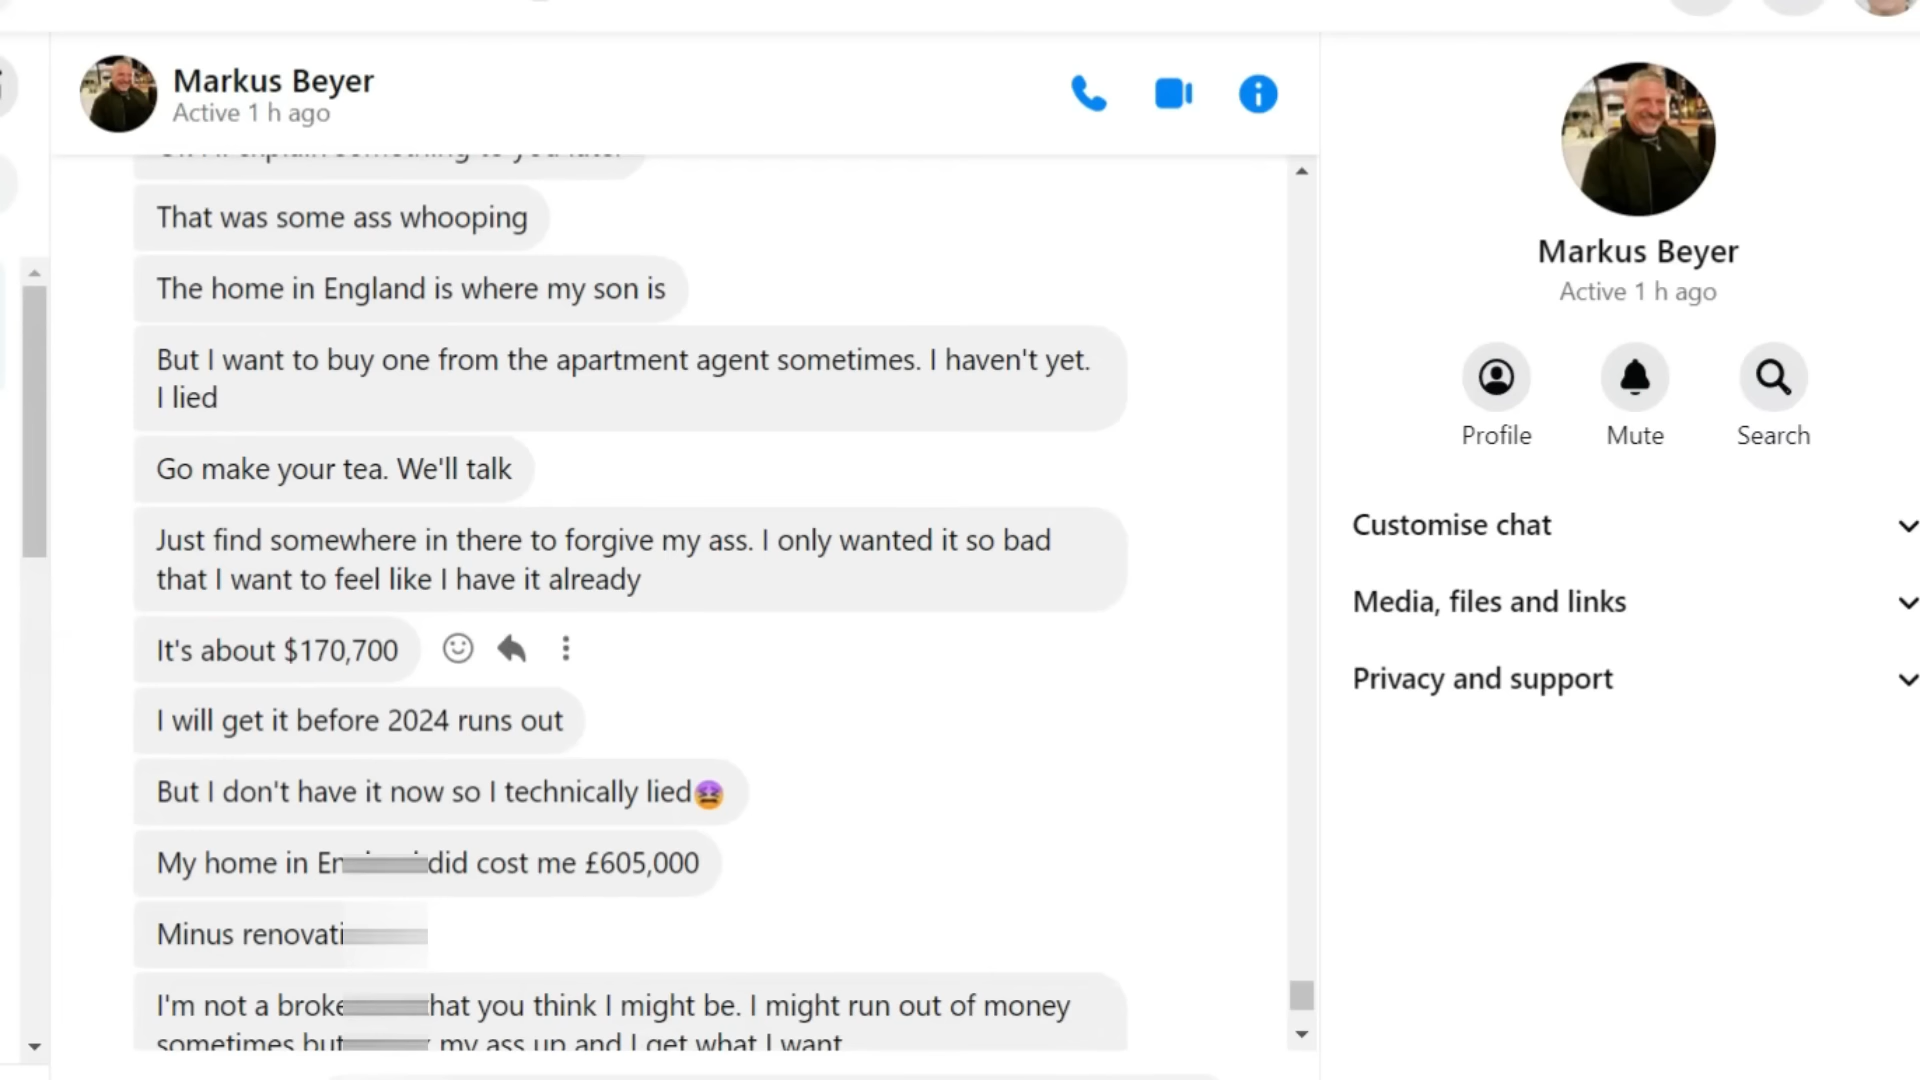 Markus Beyer
Active 1 h ago
That was some ass whooping
The home in England is where my son is
But I want to buy one from the apartment agent sometimes. I haven't yet.
I lied
Go make your tea. We'll talk
Just find somewhere in there to forgive my ass. I only wanted it so bad
that I want to feel like I have it already
It's about $170,700
I will get it before 2024 runs out
But I don't have it now so I technically lied😖
My home in did cost me £605,000
Minus
I'm not a you think I might be. I might run out of money
sometimes my ass up and I get what I want
Markus Beyer
Active 1 h ago
Profile
Mute
Search
Customise chat
Media, files and links
Privacy and support